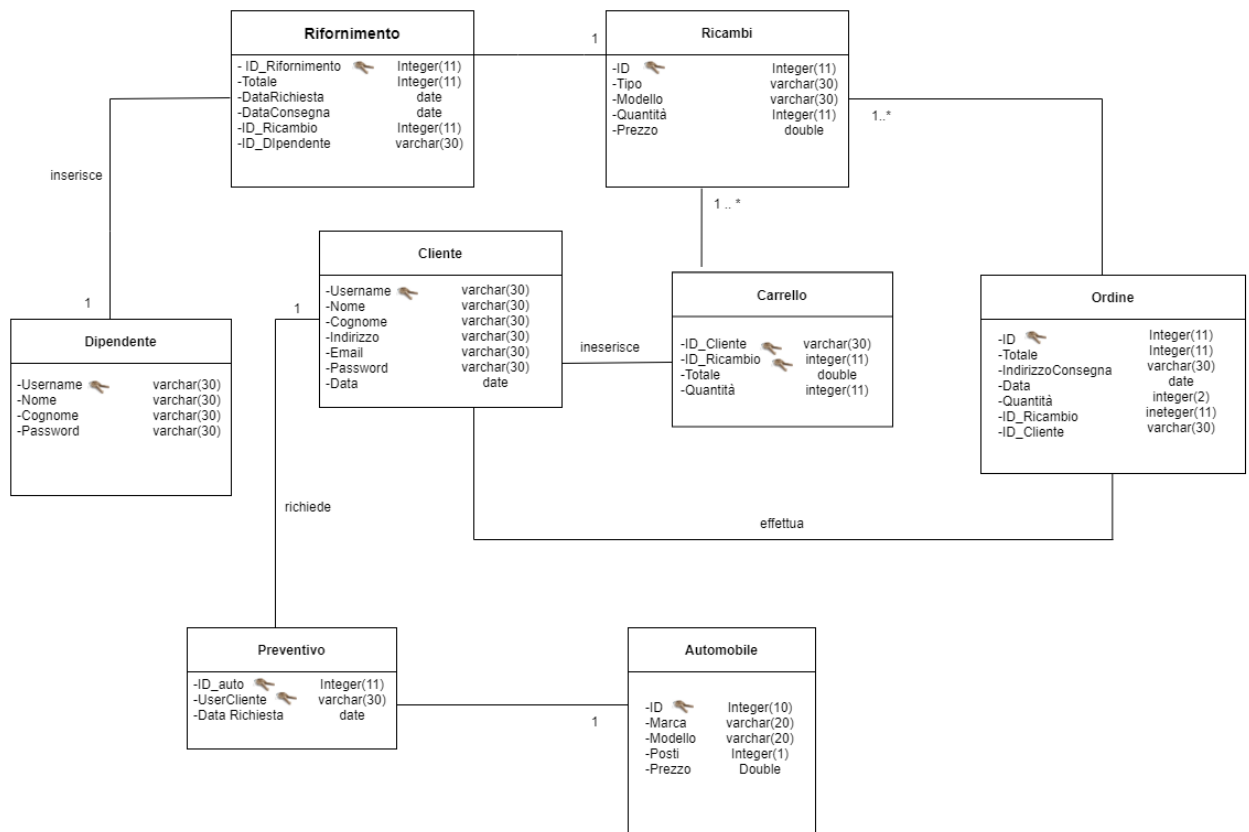 Rifornimento
- ID_Rifornimento Integer(11)
-Totale Integer(11)
-DataRichiesta date
-DataConsegna date
-ID_Ricambio Integer(11)
-ID_DIpendente varchar(30)
1
Ricambi
-ID Integer(11)
-Tipo varchar(30)
-Modello varchar(30)
-Quantità Integer(11)
-Prezzo double
1..*
inserisce
1 .. *
1
Dipendente
-Username varchar(30)
-Nome varchar(30)
-Cognome varchar(30)
-Password varchar(30)
1
Cliente
-Username varchar(30)
-Nome varchar(30)
-Cognome varchar(30)
-Indirizzo varchar(30)
-Email varchar(30)
-Password varchar(30)
-Data date
ineserisce
Carrello
-ID_Cliente varchar(30)
-ID_Ricambio integer(11)
-Totale double
-Quantità integer(11)
Ordine
-ID Integer(11)
-Totale Integer(11)
-IndirizzoConsegna varchar(30)
-Data date
-Quantità integer(2)
-ID_Ricambio ineteger(11)
-ID_Cliente varchar(30)
richiede
effettua
Preventivo
-ID_auto Integer(11)
-UserCliente varchar(30)
-Data Richiesta date
1
Automobile
-ID Integer(10)
-Marca varchar(20)
-Modello varchar(20)
-Posti Integer(1)
-Prezzo Double